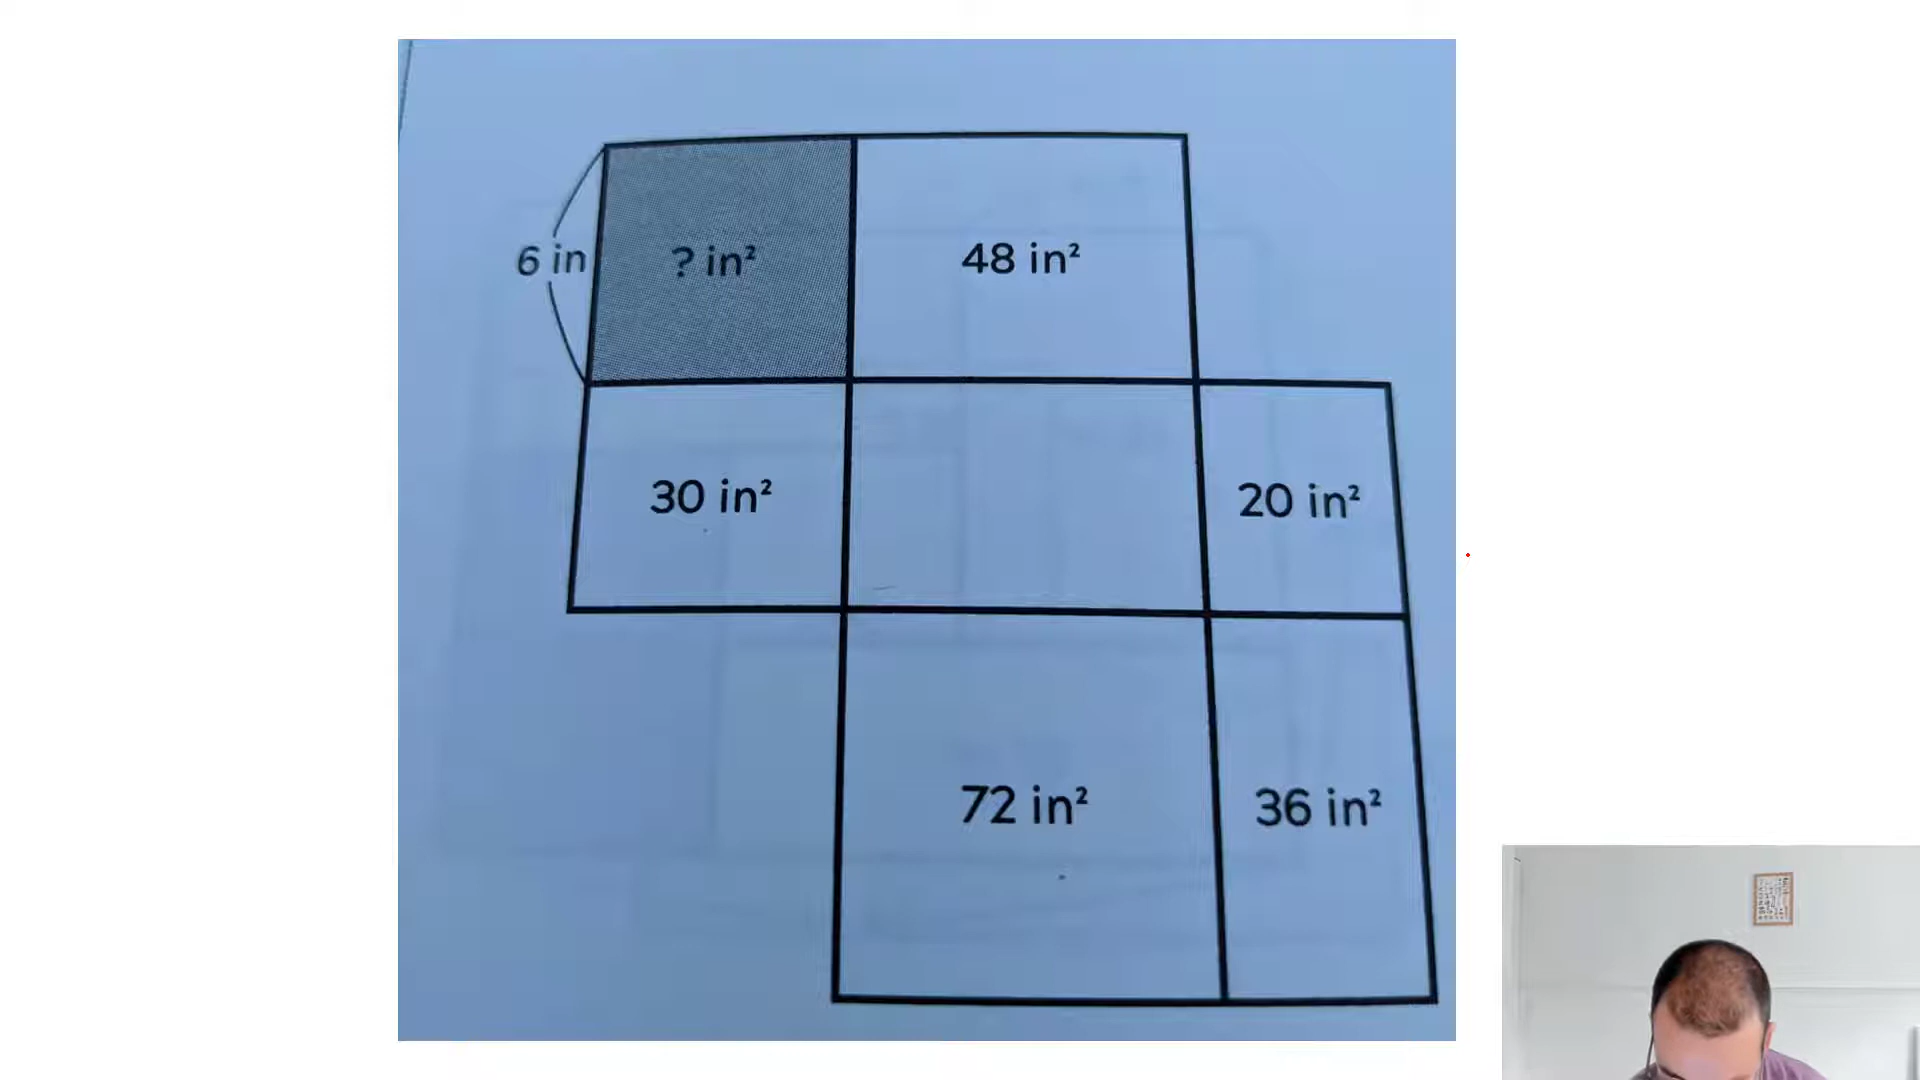 6 in
? in²
48 in²
30 in²
20 in²
72 in²
36 in²